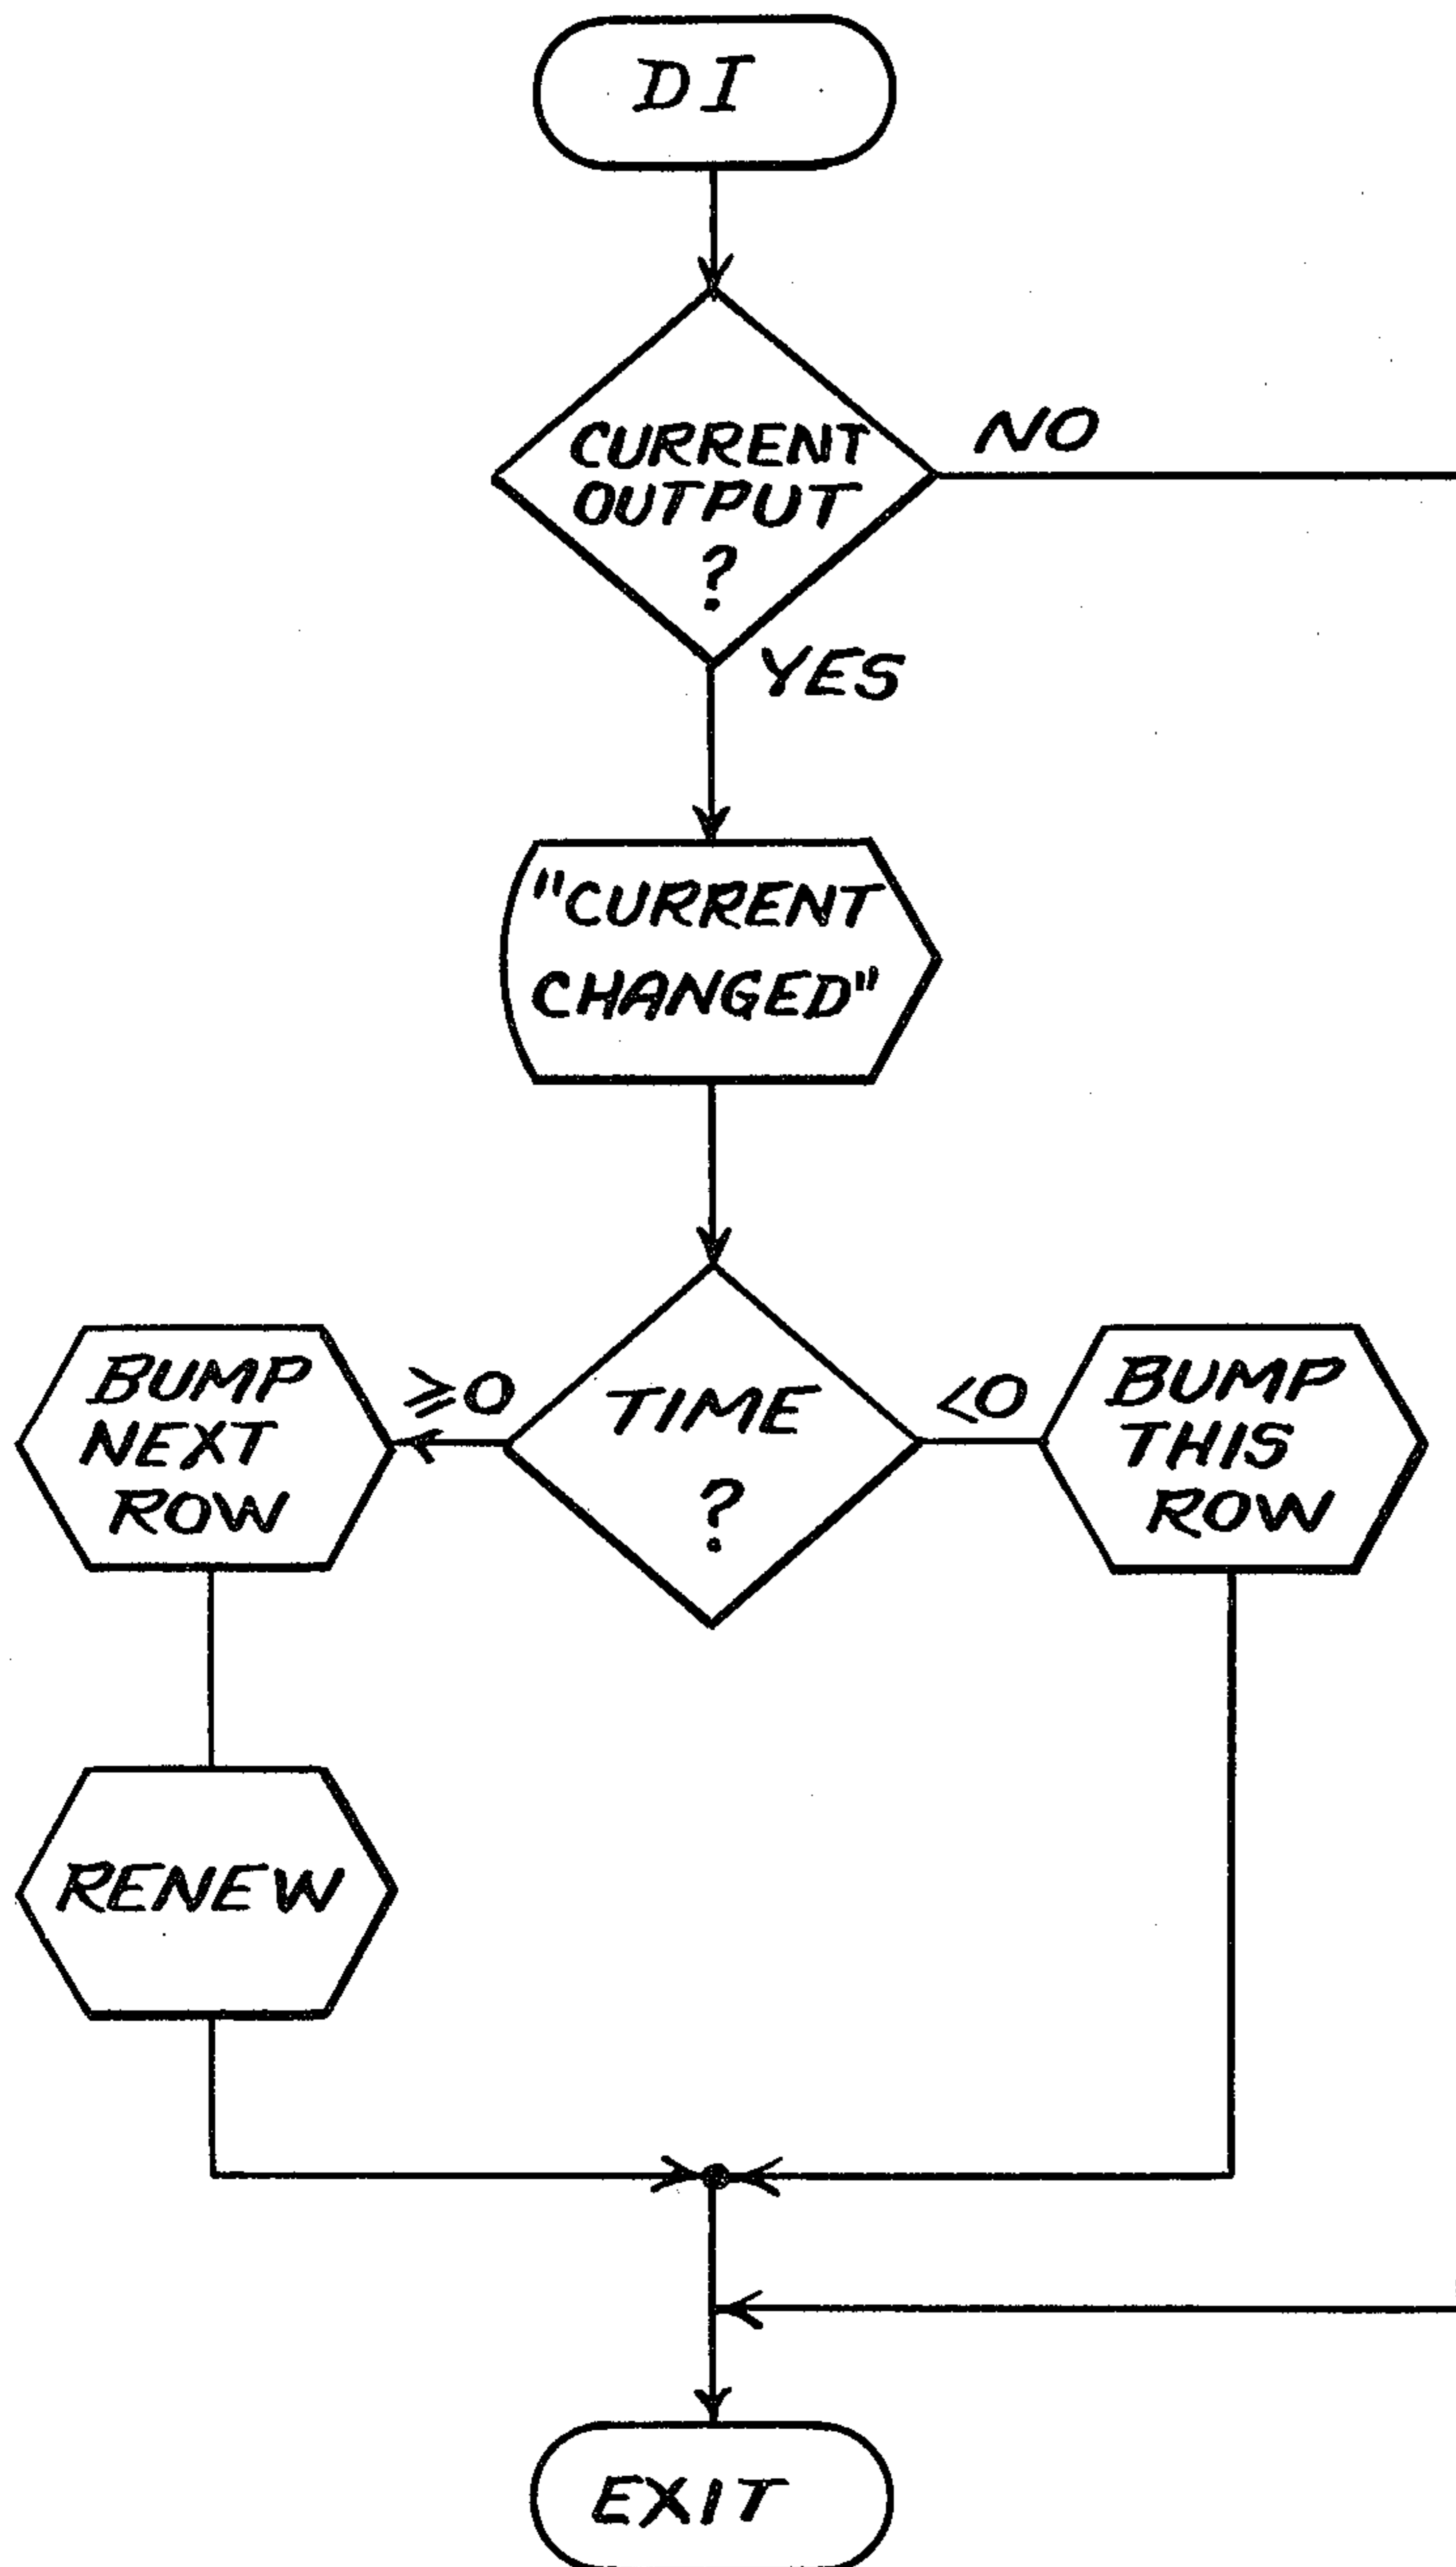 DI
CURRENT
OUTPUT
?
NO
YES
"CURRENT
CHANGED"
BUMP
NEXT
ROW
≥0
TIME
?
<0
BUMP
THIS
ROW
RENEW
EXIT